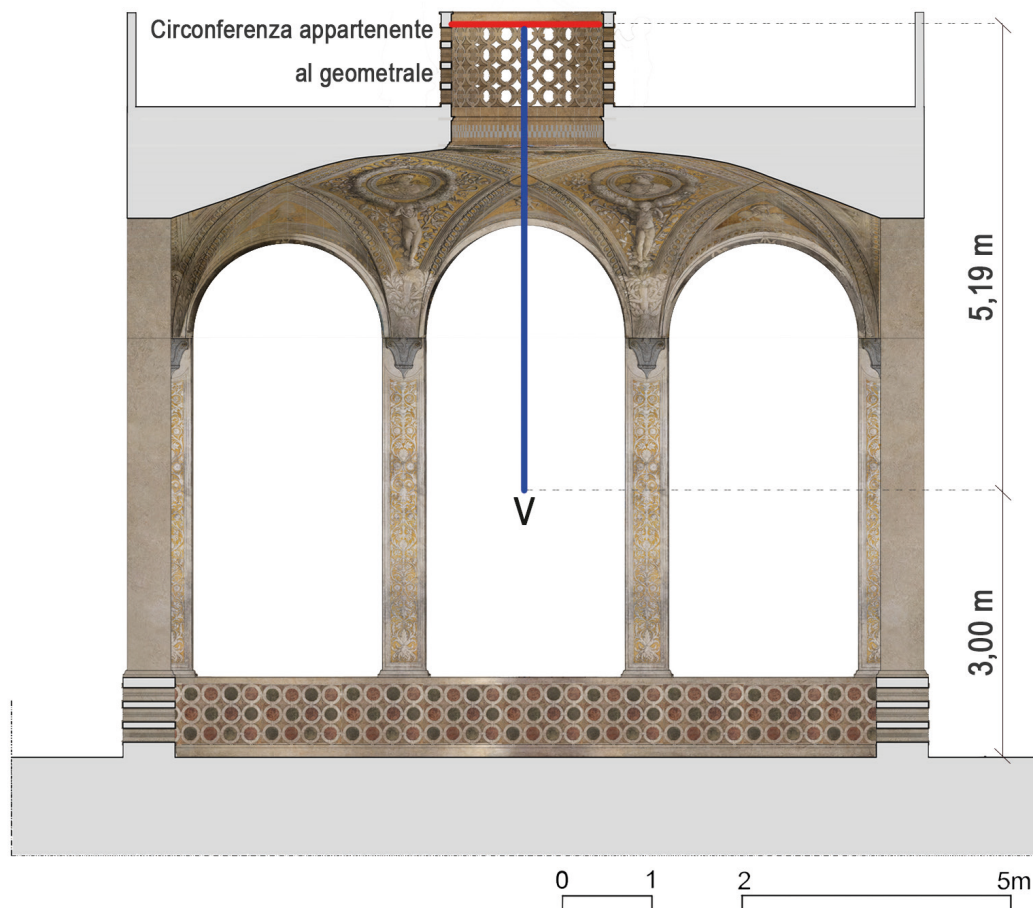 Circonferenza appartenente
al geometrale
5,19 m
V
3,00 m
0 1 2 5m